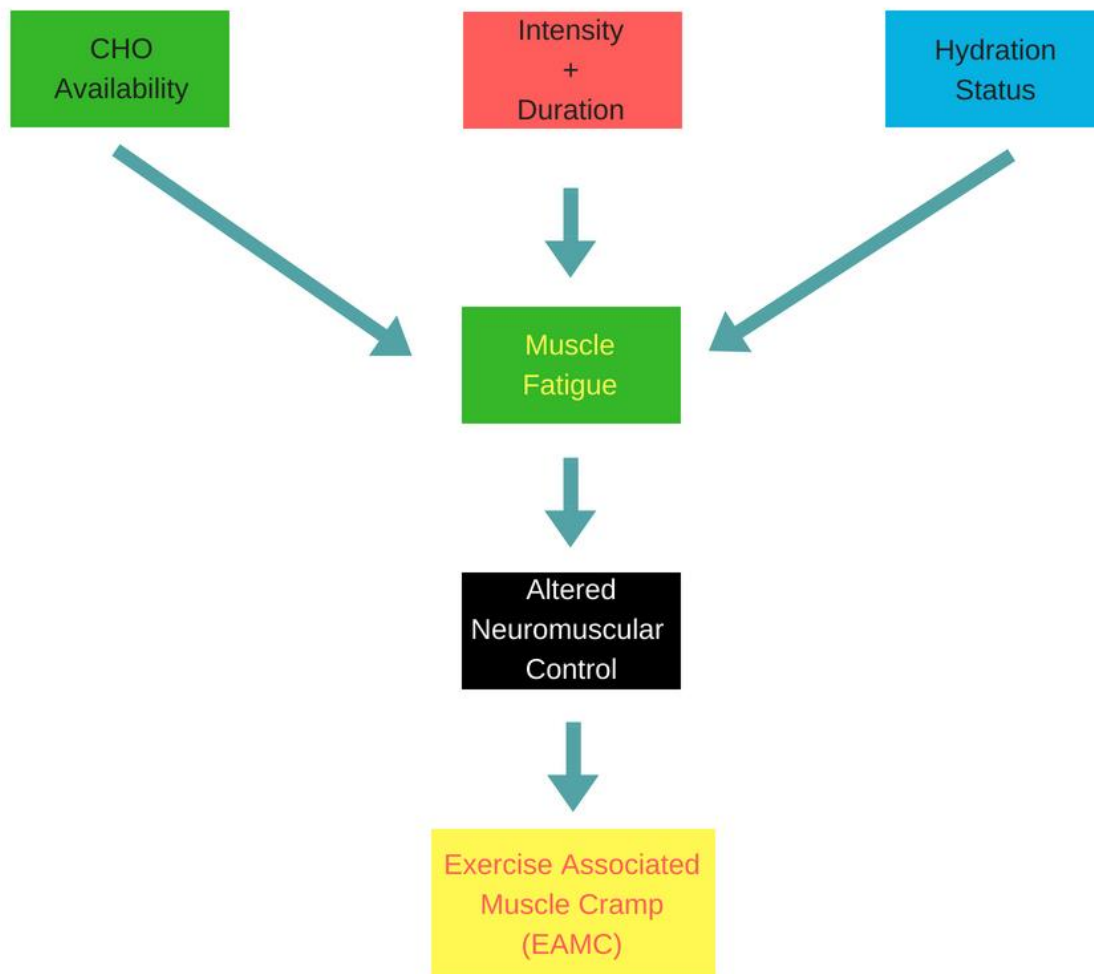 CHO
Availability
Intensity
+
Duration
Hydration
Status
Muscle
Fatigue
Altered
Neuromuscular
Control
Exercise Associated
Muscle Cramp
(EAMC)